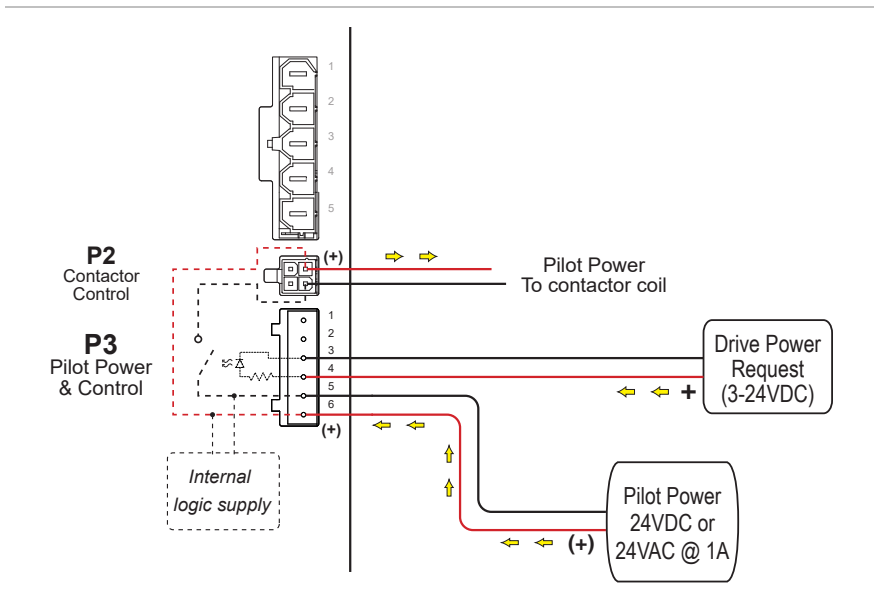 1
2
3
4
5
P2
Contactor
Control
(+)
Pilot Power
To contactor coil
P3
Pilot Power
& Control
1
2
3
4
5
6
(+)
Drive Power
Request
(3-24VDC)
+
Internal
logic supply
Pilot Power
24VDC or
24VAC @ 1A
(+)